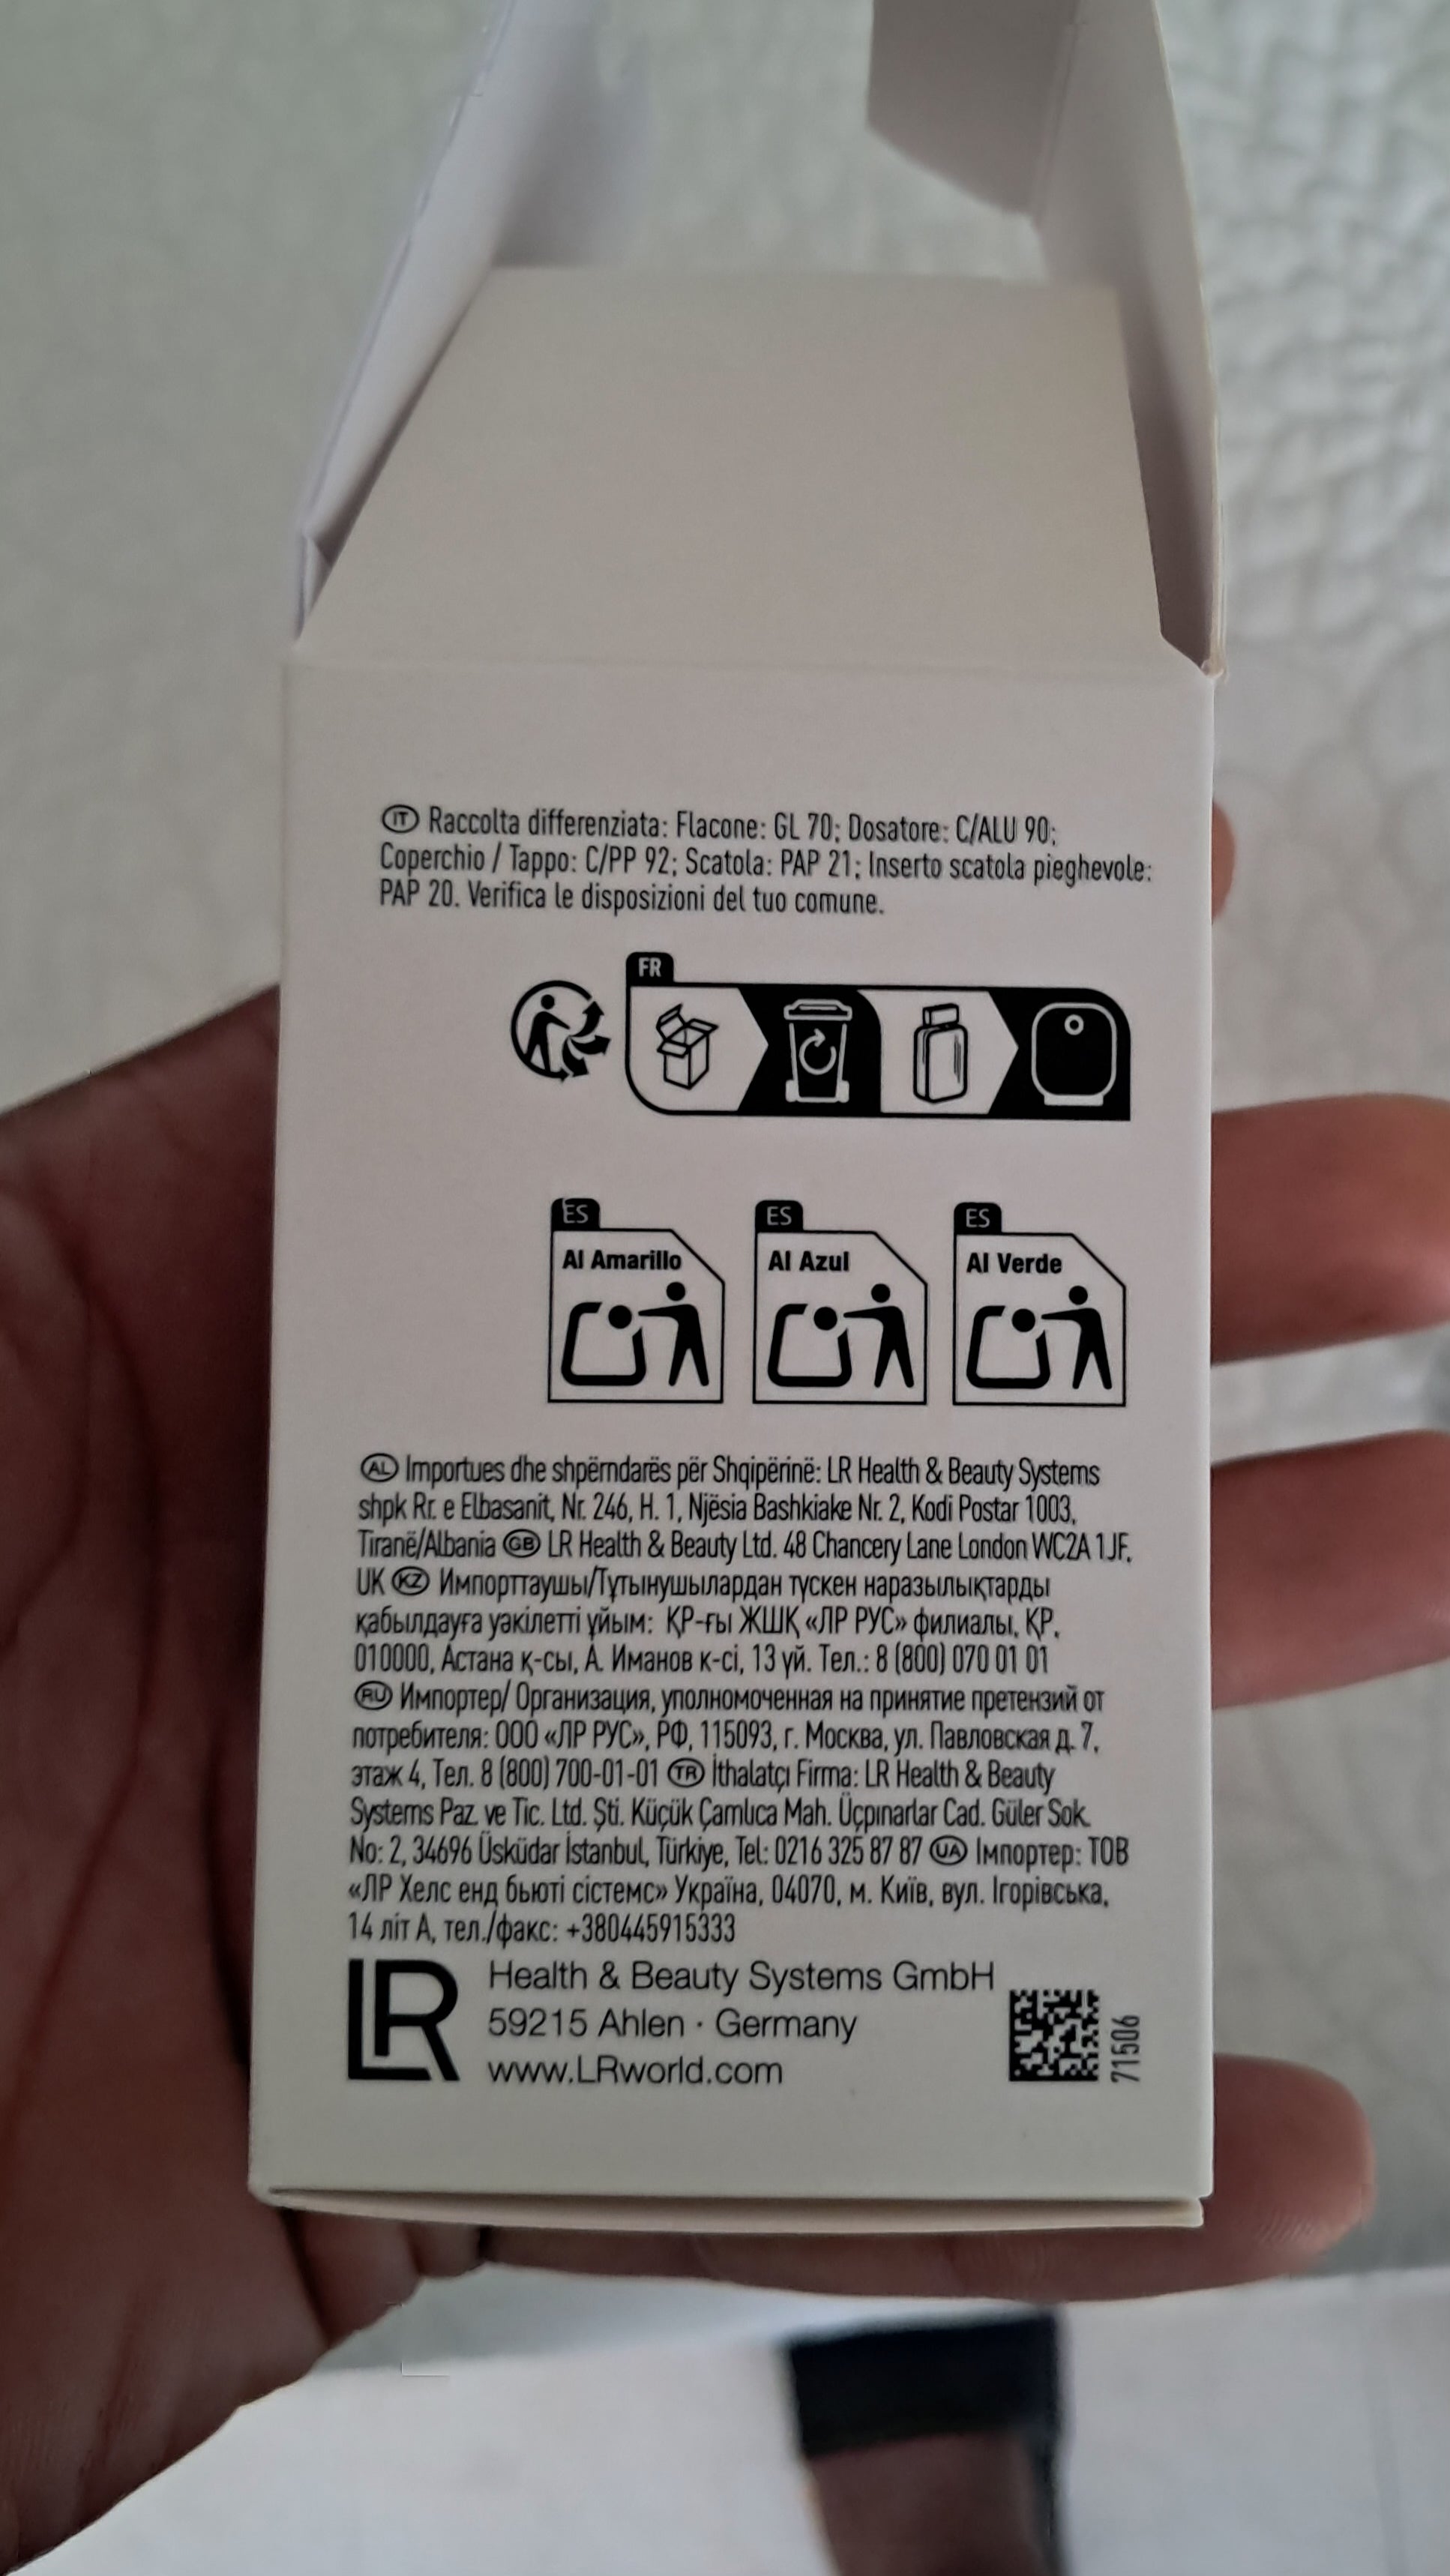 IT Raccolta differenziata: Flacone: GL 70; Dosatore: C/ALU 90;
Coperchio / Tappo: C/PP 92; Scatola: PAP 21; Inserto scatola pieghevole:
PAP 20. Verifica le disposizioni del tuo comune.
FR
ES ES ES
Al Amarillo Al Azul Al Verde
AL Importues dhe shpërndarës për Shqipërinë: LR Health & Beauty Systems
shpk Rr. e Elbasanit, Nr. 246, H. 1, Njësia Bashkiake Nr. 2, Kodi Postar 1003,
Tiranë/Albania GB LR Health & Beauty Ltd. 48 Chancery Lane London WC2A 1JF,
UK KZ Импорттаушы/Тұтынушылардан түскен наразылықтарды
қабылдауға уәкілетті ұйым: ҚР-ғы ЖШҚ «ЛР РУС» филиалы, ҚР,
010000, Астана қ-сы, А. Иманов к-сі, 13 үй. Тел.: 8 (800) 070 01 01
RU Импортер/ Организация, уполномоченная на принятие претензий от
потребителя: ООО «ЛР РУС», РФ, 115093, г. Москва, ул. Павловская д. 7,
этаж 4, Тел. 8 (800) 700-01-01 TR İthalatçı Firma: LR Health & Beauty
Systems Paz. ve Tic. Ltd. Şti. Küçük Çamlıca Mah. Üçpınarlar Cad. Güler Sok.
No: 2, 34696 Üsküdar İstanbul, Türkiye, Tel: 0216 325 87 87 UA Імпортер: ТОВ
«ЛР Хелс енд бьюті сістемс» Україна, 04070, м. Київ, вул. Ігорівська,
14 літ А, тел./факс: +380445915333
LR Health & Beauty Systems GmbH
59215 Ahlen · Germany
www.LRworld.com
71506